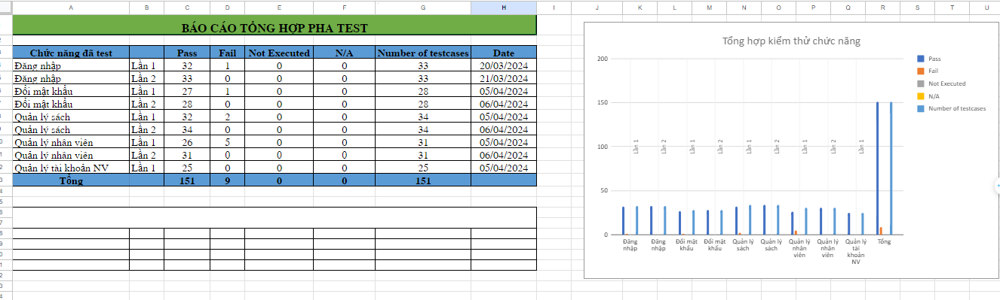 A B C D E F G H I J K L M N O P Q R S T U
BÁO CÁO TỔNG HỢP PHA TEST
Chức năng đã test Pass Fail Not Executed N/A Number of testcases Date
Đăng nhập Lần 1 32 1 0 0 33 20/03/2024
Đăng nhập Lần 2 33 0 0 0 33 21/03/2024
Đổi mật khẩu Lần 1 27 1 0 0 28 05/04/2024
Đổi mật khẩu Lần 2 28 0 0 0 28 06/04/2024
Quản lý sách Lần 1 32 2 0 0 34 05/04/2024
Quản lý sách Lần 2 34 0 0 0 34 06/04/2024
Quản lý nhân viên Lần 1 26 5 0 0 31 05/04/2024
Quản lý nhân viên Lần 2 31 0 0 0 31 06/04/2024
Quản lý tài khoản NV Lần 1 25 0 0 0 25 05/04/2024
Tổng 151 9 0 0 151
Tổng hợp kiểm thử chức năng
200
150
100
50
0
Lần 1
Lần 2
Lần 1
Lần 2
Lần 1
Lần 2
Lần 1
Lần 2
Lần 1
Đăng
nhập
Đăng
nhập
Đổi mật
khẩu
Đổi mật
khẩu
Quản lý
sách
Quản lý
sách
Quản lý
nhân
viên
Quản lý
nhân
viên
Quản lý
tài
khoản
NV
Tổng
Pass
Fail
Not Executed
N/A
Number of testcases